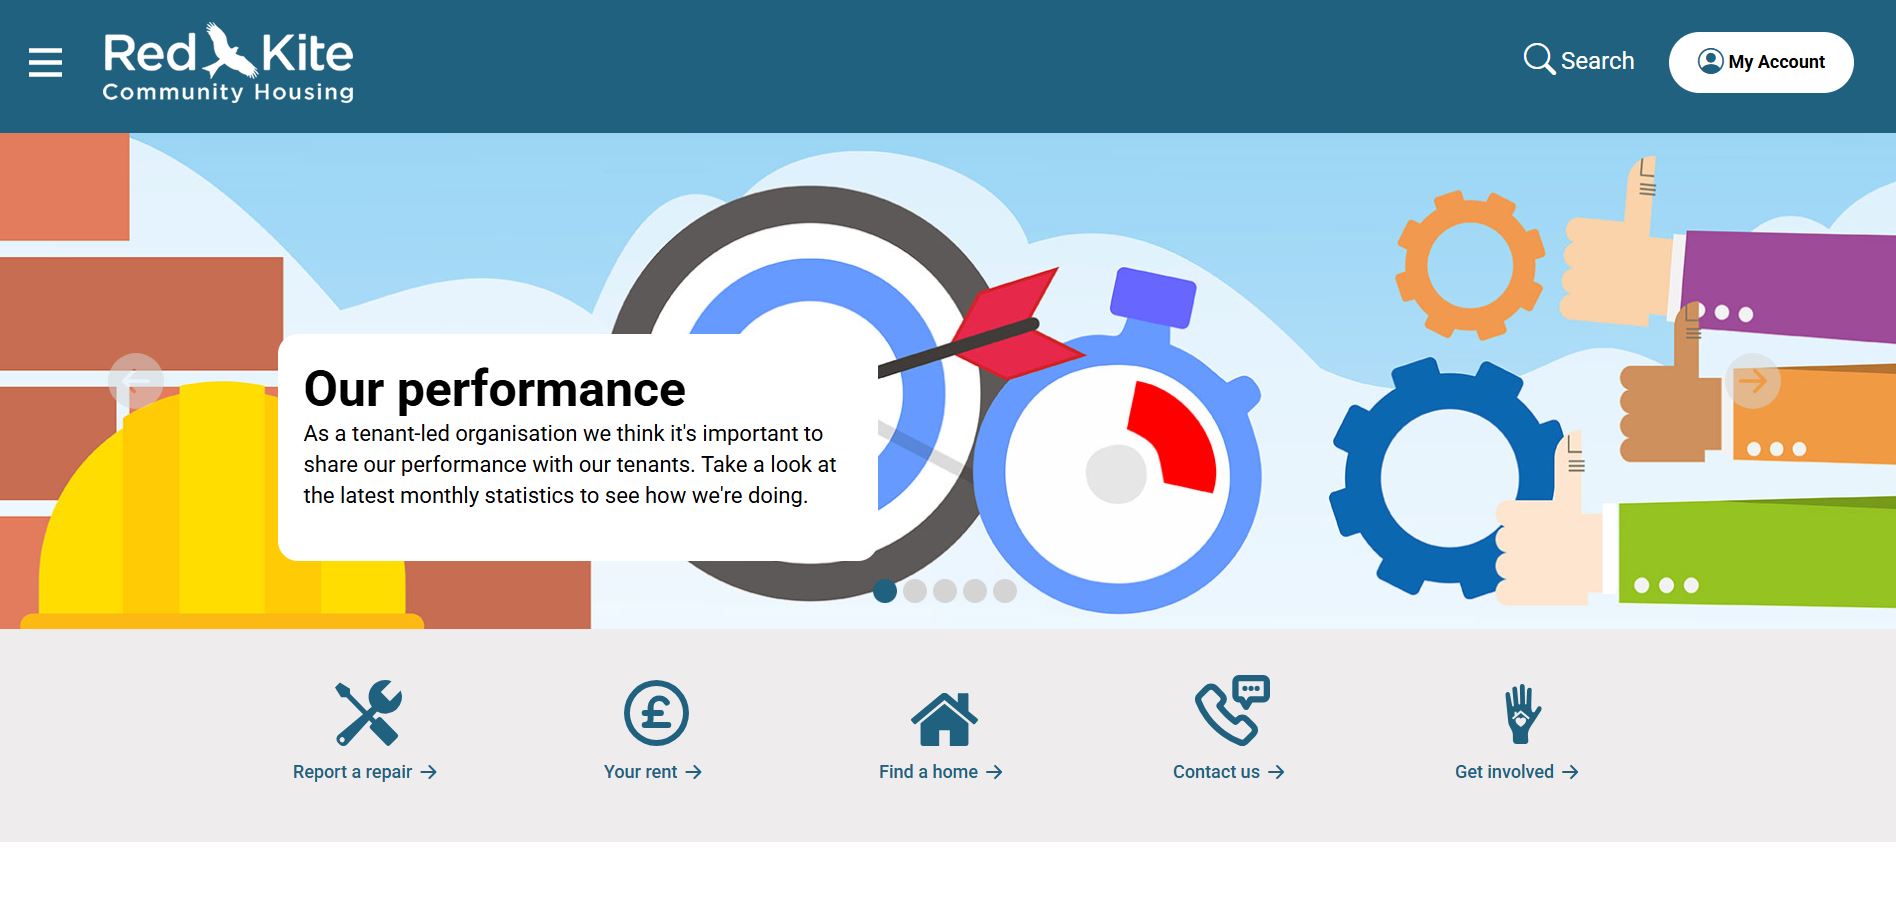 Red Kite
Community Housing
Search
My Account
Our performance
As a tenant-led organisation we think it's important to
share our performance with our tenants. Take a look at
the latest monthly statistics to see how we're doing.
Report a repair
Your rent
Find a home
Contact us
Get involved